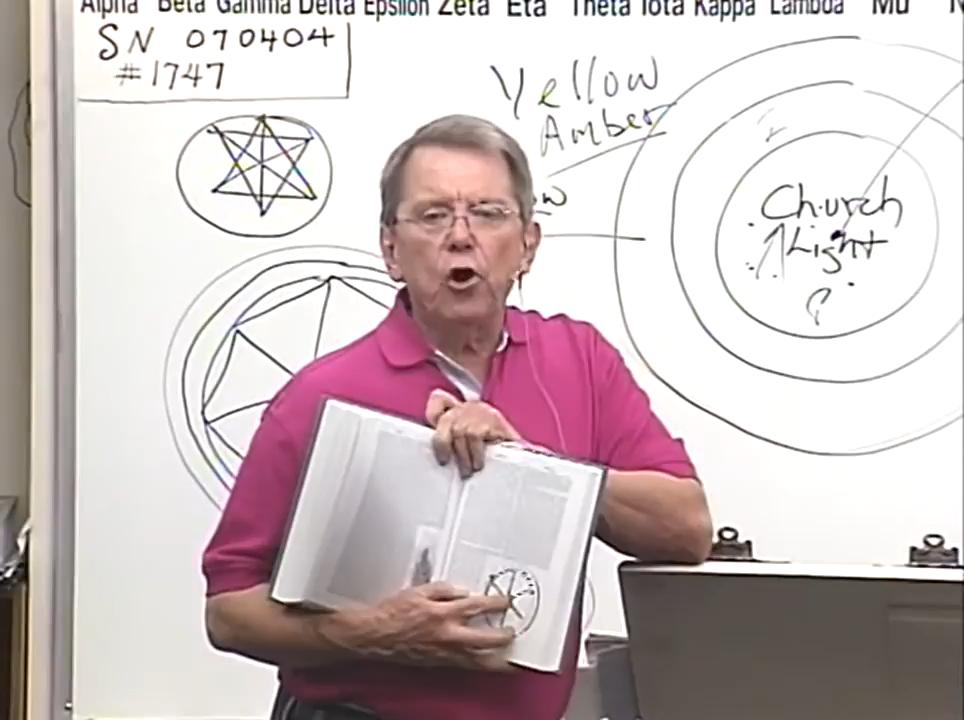 Alpha Beta Gamma Delta Epsilon Zeta Eta Theta Iota Kappa Lambda Mu
SN 070404
#1747
Yellow
Amber
Church
Light
?